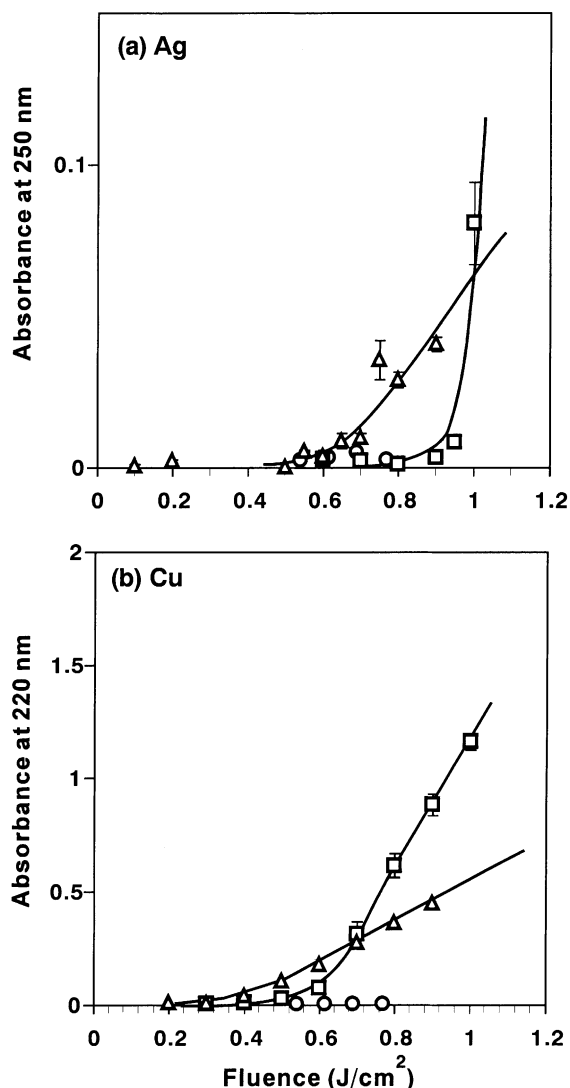 (a) Ag
Absorbance at 250 nm
0.1
0
0 0.2 0.4 0.6 0.8 1 1.2
(b) Cu
Absorbance at 220 nm
2
1.5
1
0.5
0
0 0.2 0.4 0.6 0.8 1 1.2
Fluence (J/cm²)